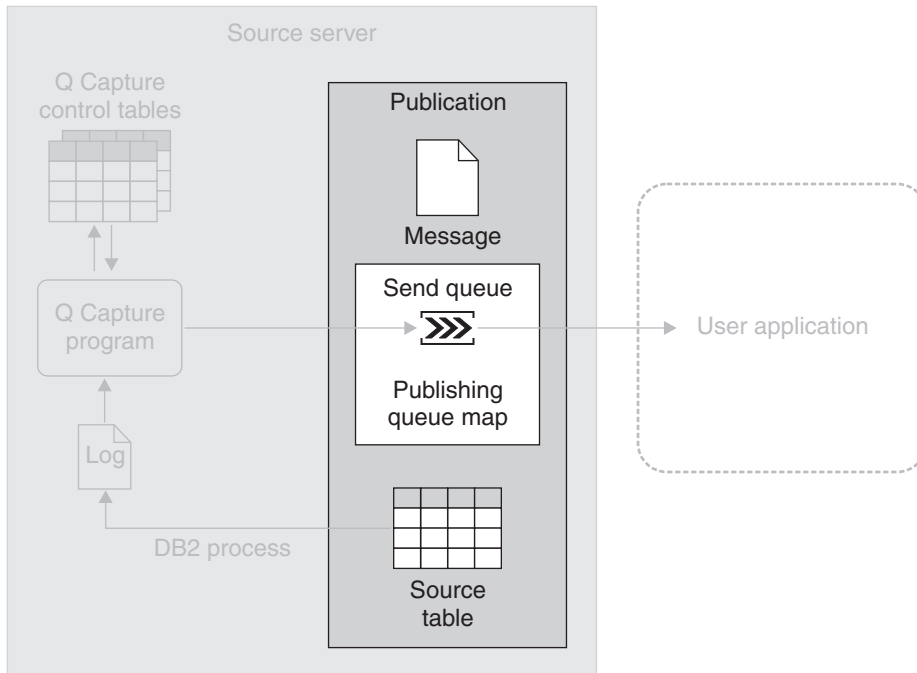 Source server
Q Capture
control tables
Publication
Message
Send queue
Q Capture
program
User application
Publishing
queue map
Log
DB2 process
Source
table